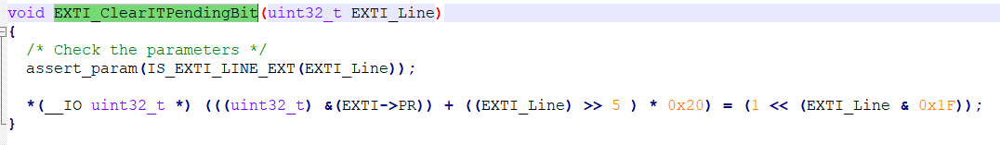 void EXTI_ClearITPendingBit(uint32_t EXTI_Line)
{
/* Check the parameters */
assert_param(IS_EXTI_LINE_EXT(EXTI_Line));
*(__IO uint32_t *) (((uint32_t) &(EXTI->PR)) + ((EXTI_Line) >> 5 ) * 0x20) = (1 << (EXTI_Line & 0x1F));
}